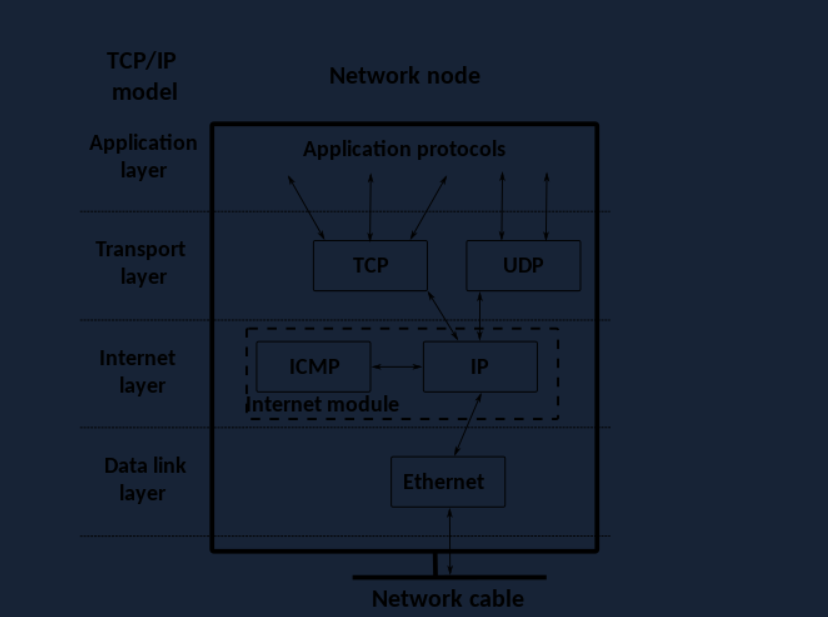 TCP/IP
model
Network node
Application
layer
Application protocols
Transport
layer
TCP
UDP
Internet
layer
ICMP
IP
Internet module
Data link
layer
Ethernet
Network cable